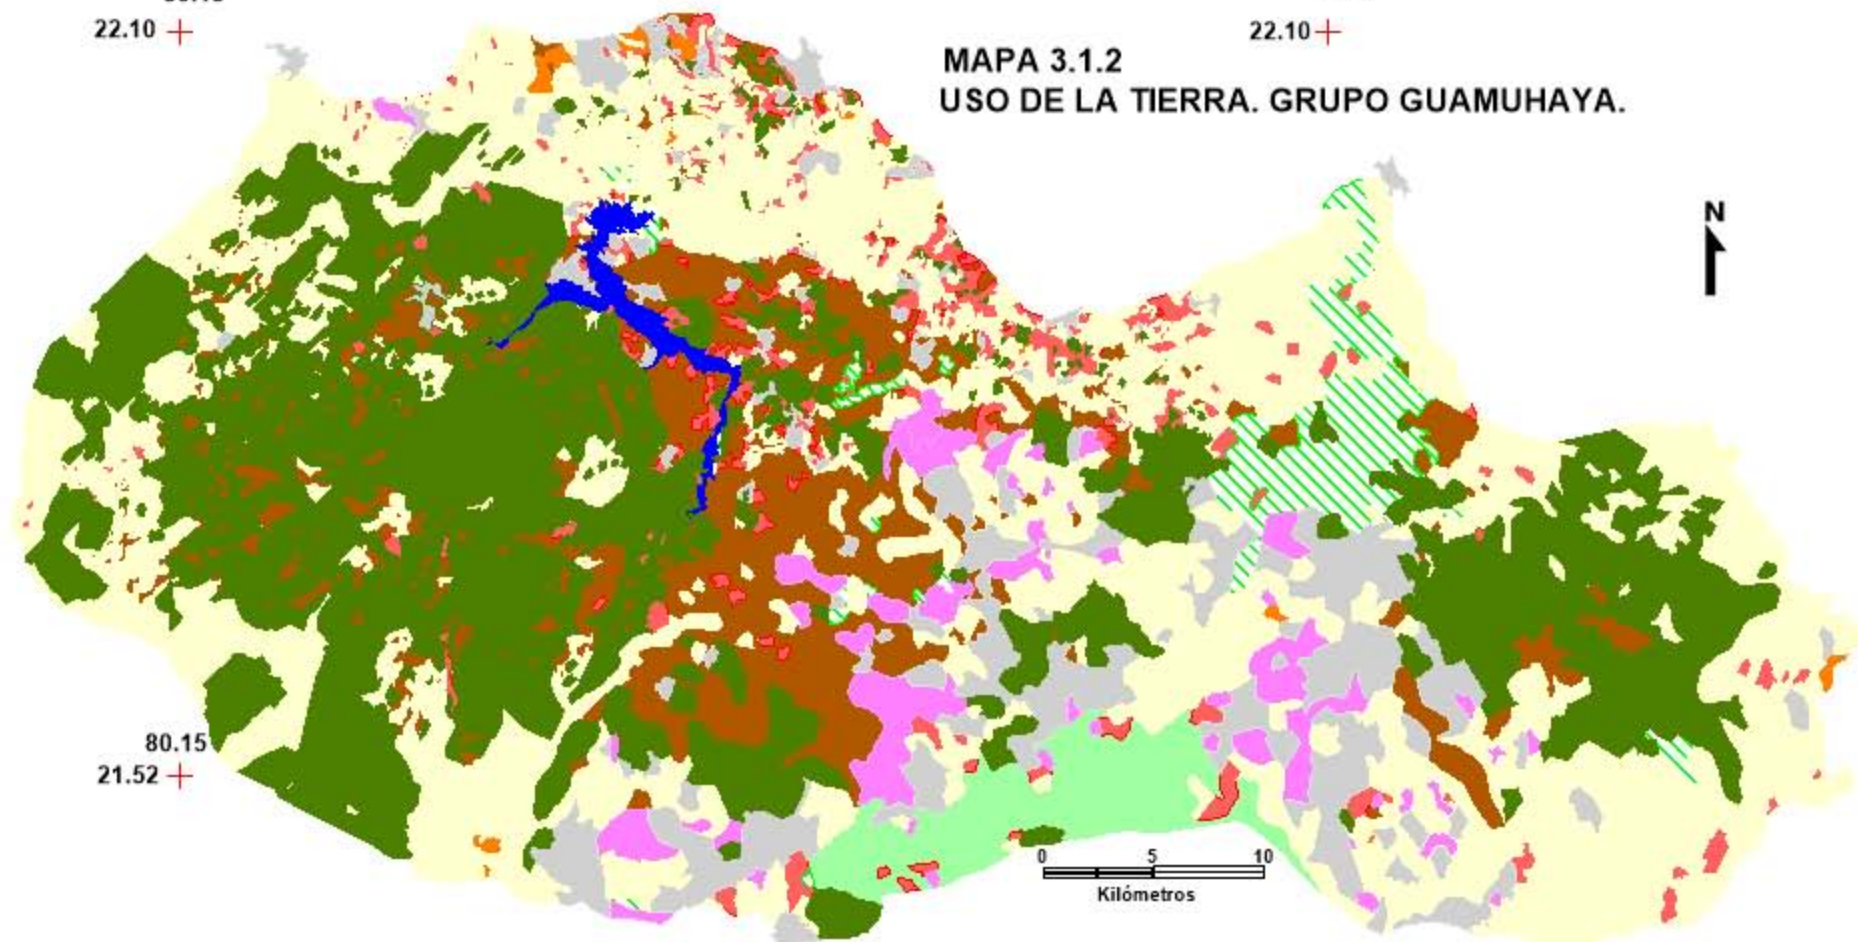 22.10
22.10
MAPA 3.1.2
USO DE LA TIERRA. GRUPO GUAMUHAYA.
N
80.15
21.52
0 5 10
Kilómetros